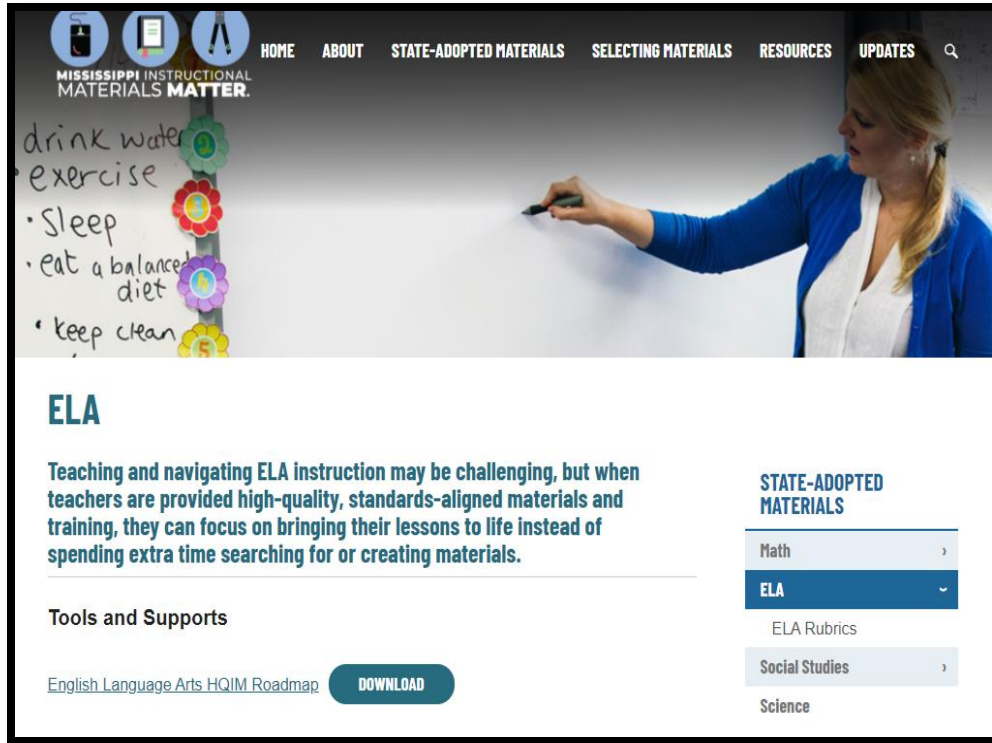 MISSISSIPPI INSTRUCTIONAL
MATERIALS MATTER.
HOME ABOUT STATE-ADOPTED MATERIALS SELECTING MATERIALS RESOURCES UPDATES
drink water
2
• exercise
3
• Sleep
• eat a balanced
diet
4
• keep clean
5
ELA
Teaching and navigating ELA instruction may be challenging, but when
teachers are provided high-quality, standards-aligned materials and
training, they can focus on bringing their lessons to life instead of
spending extra time searching for or creating materials.
Tools and Supports
English Language Arts HQIM Roadmap DOWNLOAD
STATE-ADOPTED
MATERIALS
Math
ELA
ELA Rubrics
Social Studies
Science